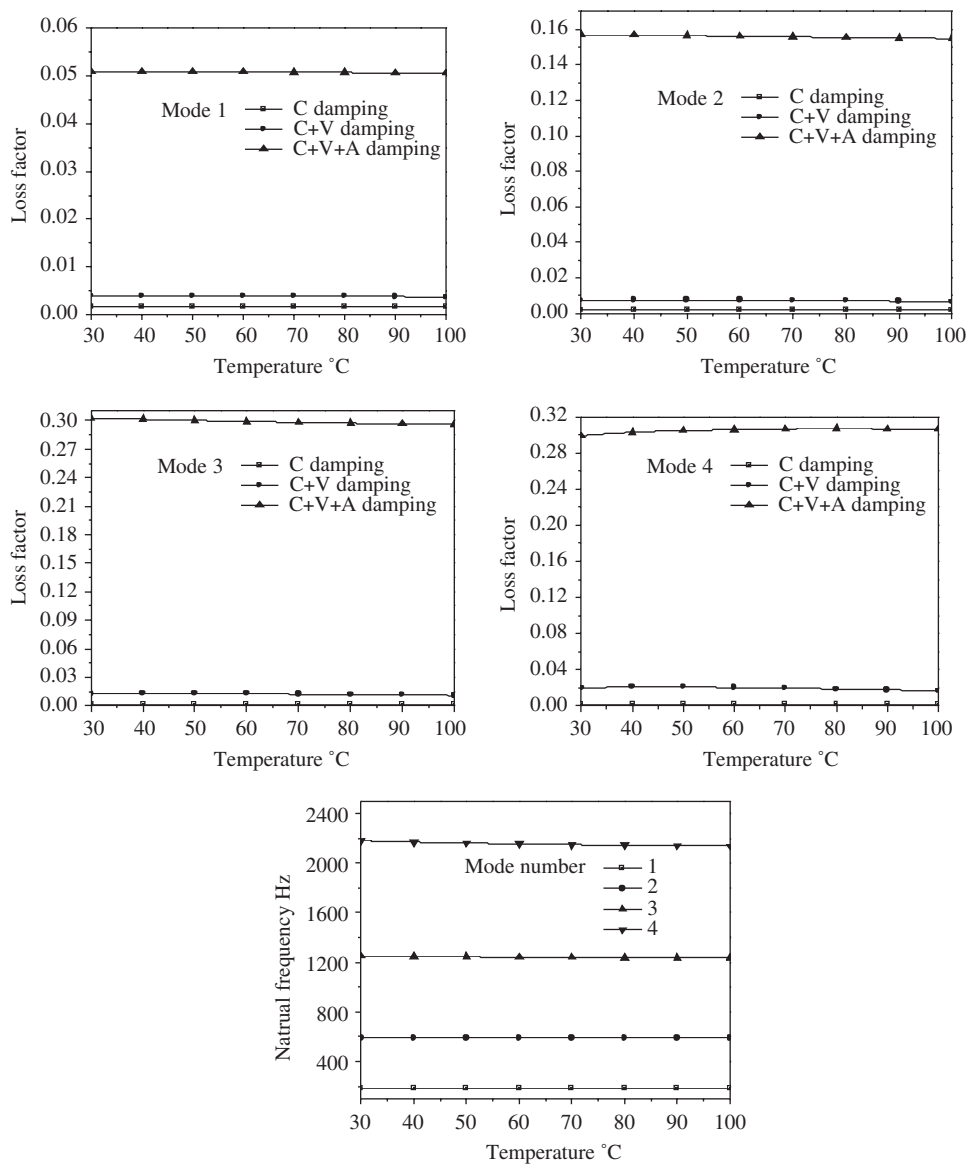 0.06
0.05
0.04
0.03
0.02
0.01
0.00
Loss factor
Mode 1
C damping
C+V damping
C+V+A damping
30 40 50 60 70 80 90 100
Temperature °C
0.20
0.16
0.12
0.08
0.04
0.02
0.00
Loss factor
Mode 2
C damping
C+V damping
C+V+A damping
30 40 50 60 70 80 90 100
Temperature °C
0.30
0.27
0.24
0.21
0.18
0.15
0.12
0.09
0.06
0.03
0.00
Loss factor
Mode 3
C damping
C+V damping
C+V+A damping
30 40 50 60 70 80 90 100
Temperature °C
0.32
0.28
0.24
0.20
0.16
0.12
0.08
0.04
0.00
Loss factor
Mode 4
C damping
C+V damping
C+V+A damping
30 40 50 60 70 80 90 100
Temperature °C
2400
2000
1600
1200
800
400
Natrual frequency Hz
Mode number
1
2
3
4
30 40 50 60 70 80 90 100
Temperature °C